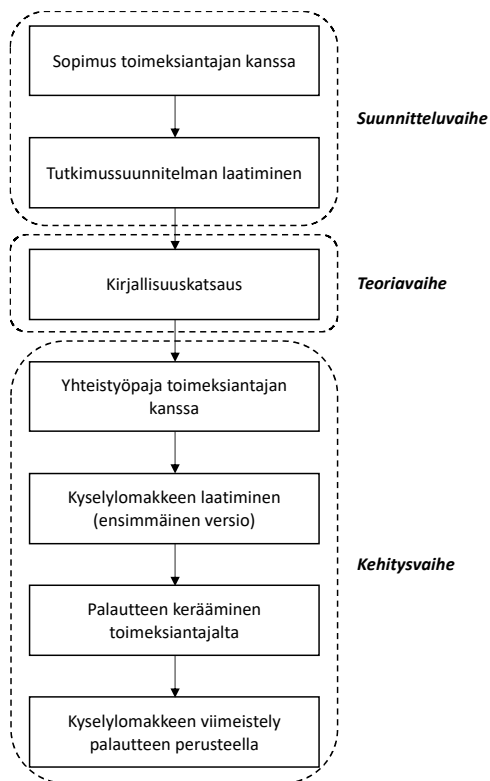 Sopimus toimeksiantajan kanssa
Suunnitteluvaihe
Tutkimussuunnitelman laatiminen
Kirjallisuuskatsaus
Teoriavaihe
Yhteistyöpaja toimeksiantajan
kanssa
Kyselylomakkeen laatiminen
(ensimmäinen versio)
Kehitysvaihe
Palautteen kerääminen
toimeksiantajalta
Kyselylomakkeen viimeistely
palautteen perusteella